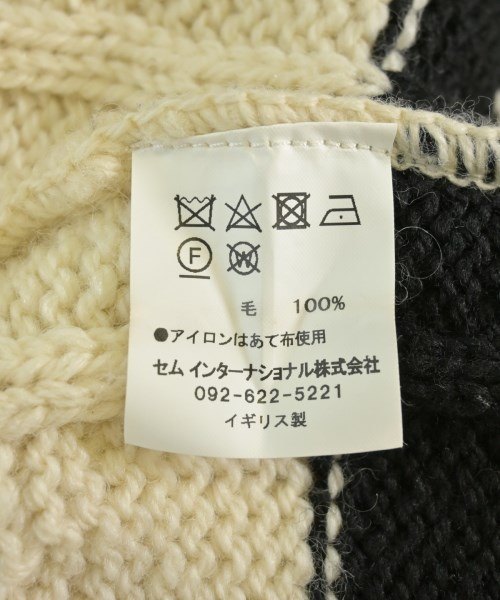 F W
毛 100%
●アイロンはあて布使用
セム インターナショナル株式会社
092-622-5221
イギリス製